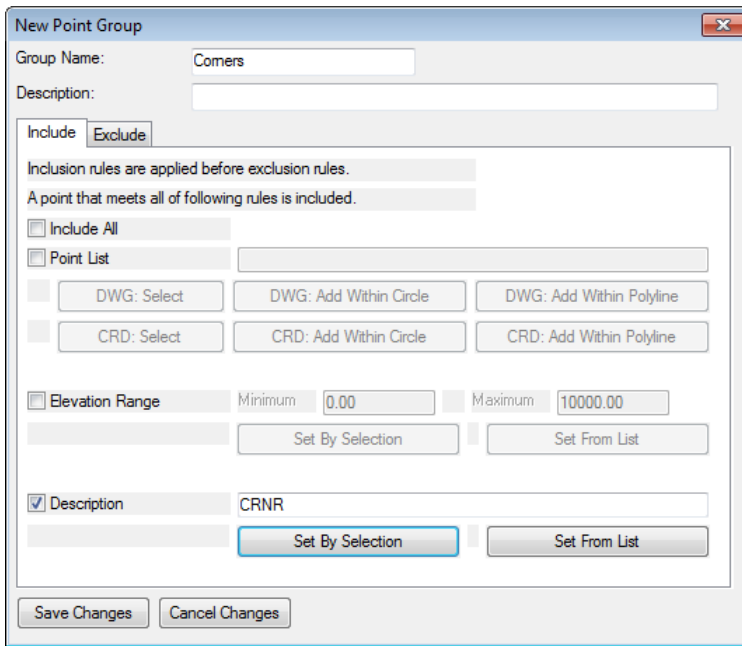 New Point Group
Group Name: Corners
Description:
Include Exclude
Inclusion rules are applied before exclusion rules.
A point that meets all of following rules is included.
Include All
Point List
DWG: Select DWG: Add Within Circle DWG: Add Within Polyline
CRD: Select CRD: Add Within Circle CRD: Add Within Polyline
Elevation Range Minimum 0.00 Maximum 10000.00
Set By Selection Set From List
Description CRNR
Set By Selection Set From List
Save Changes Cancel Changes